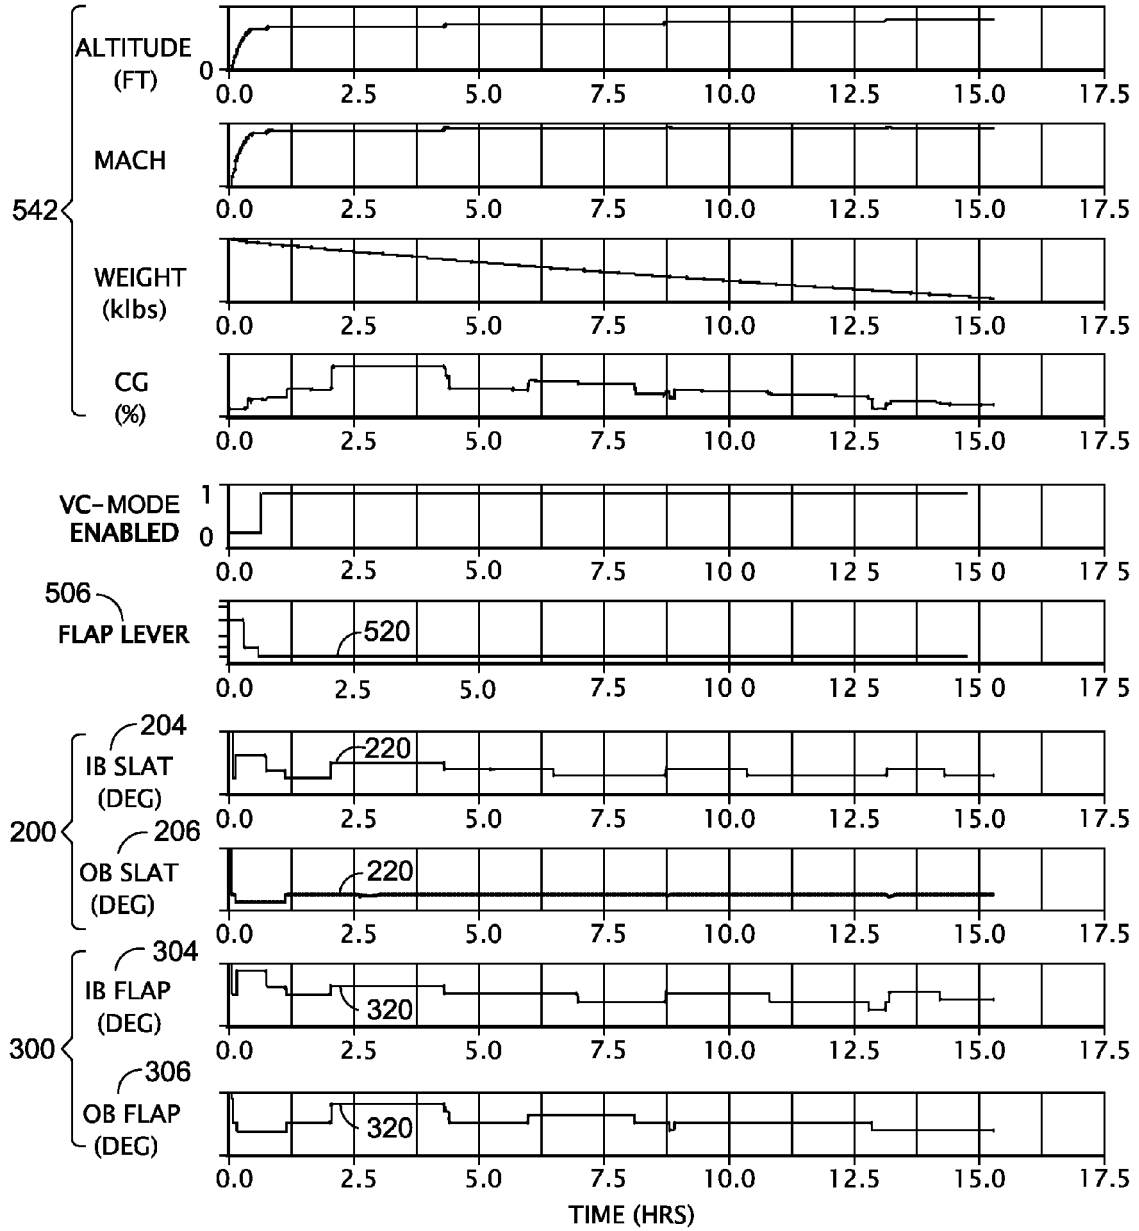 ALTITUDE
(FT)
0
0.0 2.5 5.0 7.5 10.0 12.5 15.0 17.5
MACH
0.0 2.5 5.0 7.5 10.0 12.5 15.0 17.5
542
WEIGHT
(klbs)
0.0 2.5 5.0 7.5 10.0 12.5 15.0 17.5
CG
(%)
0.0 2.5 5.0 7.5 10.0 12.5 15.0 17.5
VC-MODE
ENABLED
1
0
0.0 2.5 5.0 7.5 10 0 12 5 15 0 17 5
506
FLAP LEVER
520
0.0 2.5 5.0 7.5 10 0 12 5 15 0 17 5
204
IB SLAT
(DEG)
220
0.0 2.5 5.0 7.5 10.0 12.5 15.0 17.5
200
206
OB SLAT
(DEG)
220
0.0 2.5 5.0 7.5 10.0 12.5 15.0 17.5
304
IB FLAP
(DEG)
320
0.0 2.5 5.0 7.5 10.0 12.5 15.0 17.5
300
306
OB FLAP
(DEG)
320
0.0 2.5 5.0 7.5 10.0 12.5 15.0 17.5
TIME (HRS)